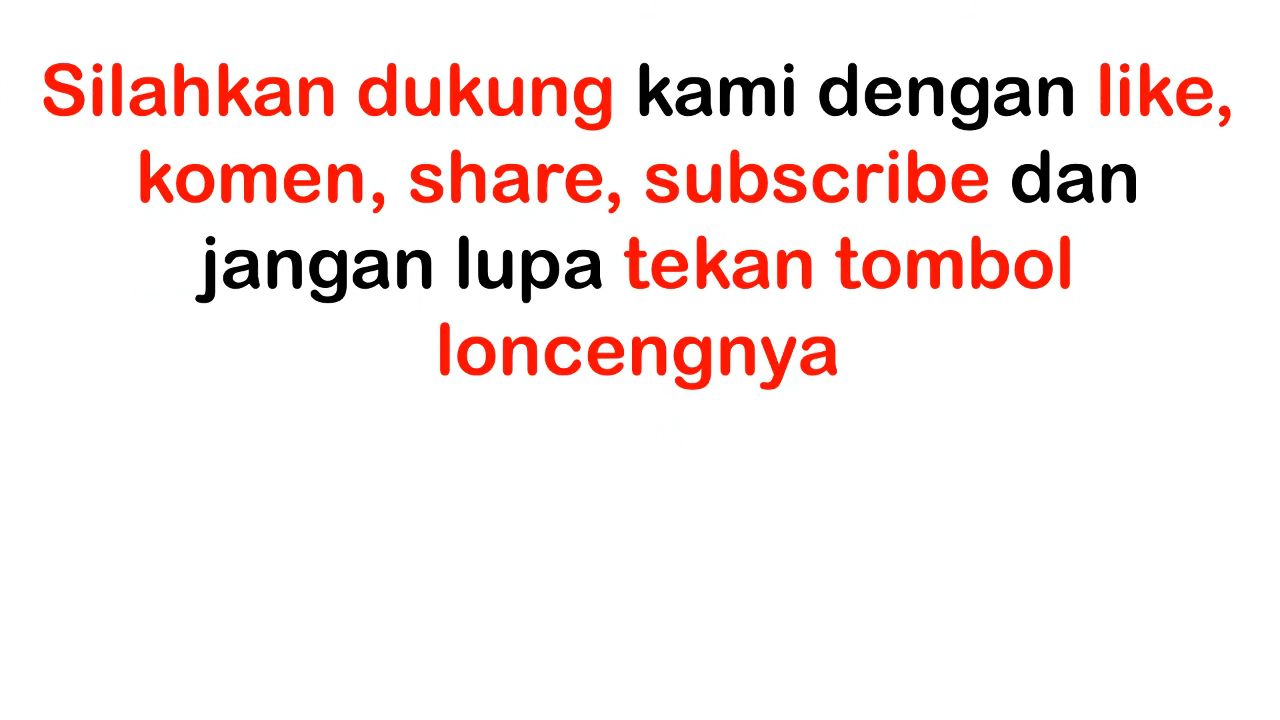 Silahkan dukung kami dengan like,
komen, share, subscribe dan
jangan lupa tekan tombol
loncengnya